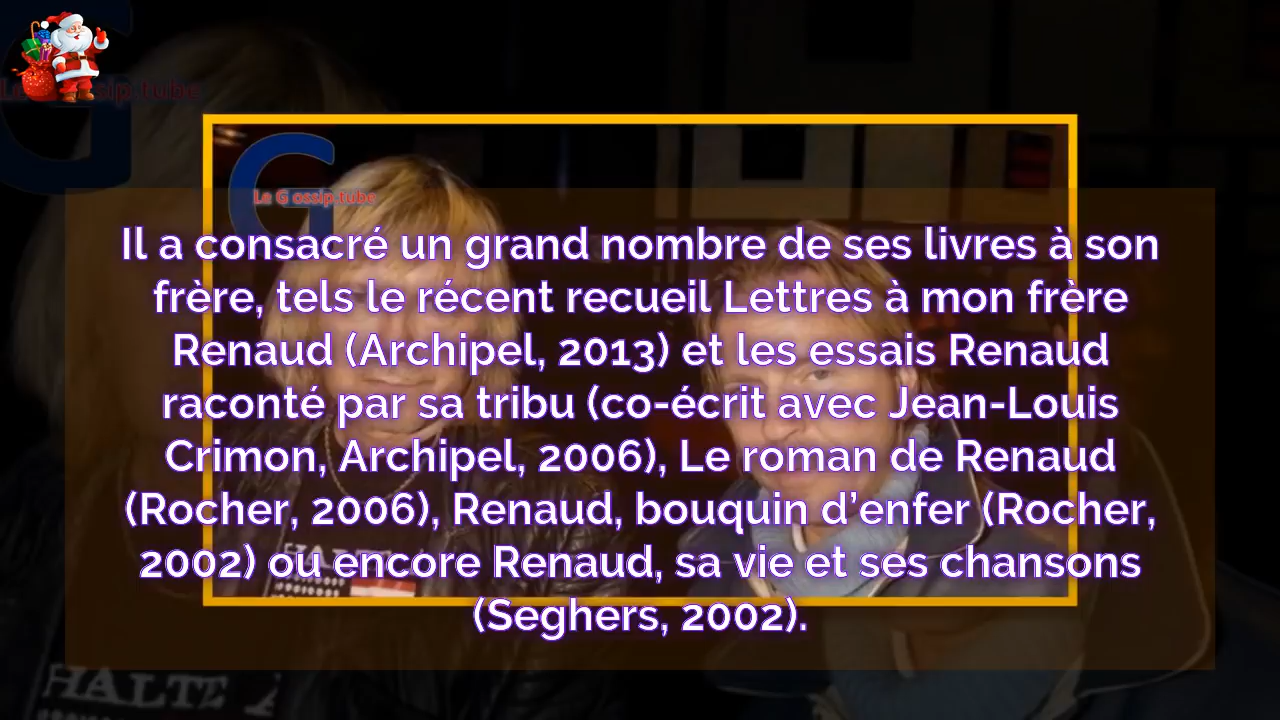 Le G ossip.tube
Il a consacré un grand nombre de ses livres à son
frère, tels le récent recueil Lettres à mon frère
Renaud (Archipel, 2013) et les essais Renaud
raconté par sa tribu (co-écrit avec Jean-Louis
Crimon, Archipel, 2006), Le roman de Renaud
(Rocher, 2006), Renaud, bouquin d’enfer (Rocher,
2002) ou encore Renaud, sa vie et ses chansons
(Seghers, 2002).
HALTE A